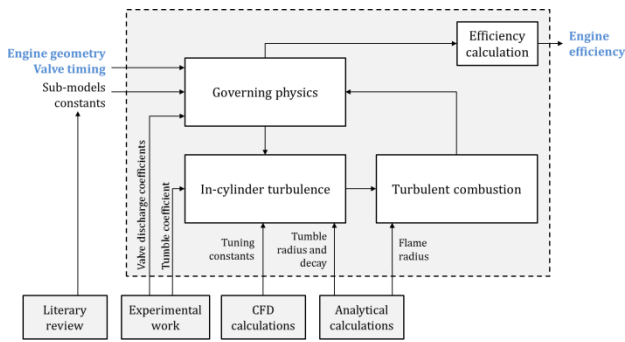 Efficiency
calculation
Engine
efficiency
Engine geometry
Valve timing
Sub-models
constants
Governing physics
Valve discharge coefficients
Tumble coefficient
In-cylinder turbulence
Turbulent combustion
Tuning
constants
Tumble
radius and
decay
Flame
radius
Literary
review
Experimental
work
CFD
calculations
Analytical
calculations